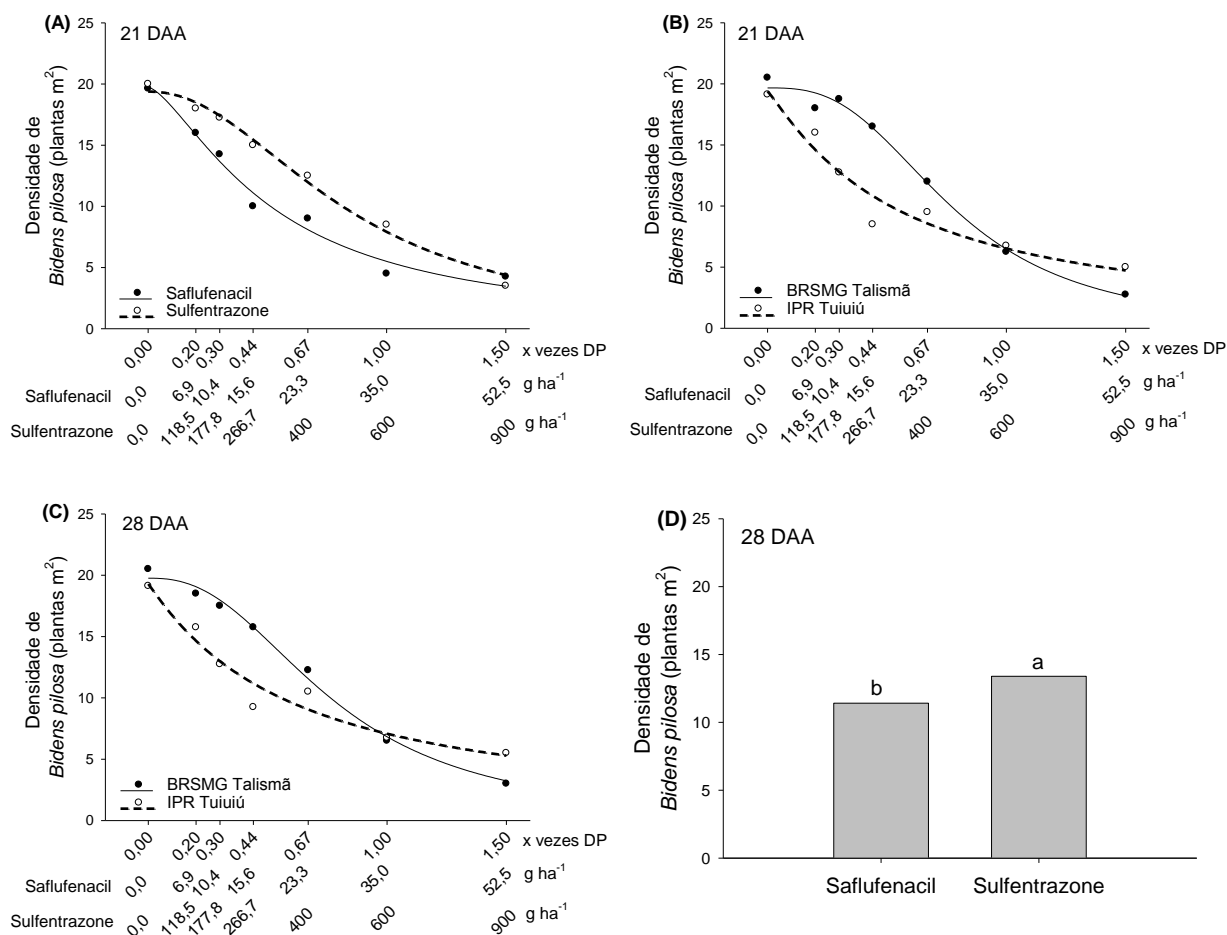 (A)
21 DAA
25
20
15
10
5
0
Densidade de
Bidens pilosa (plantas m²)
Saflufenacil
Sulfentrazone
0,00 0,20 0,30 0,44 0,67 1,00 1,50 x vezes DP
Saflufenacil 0,0 6,9 10,4 15,6 23,3 35,0 52,5 g ha⁻¹
Sulfentrazone 0,0 118,5 177,8 266,7 400 600 900 g ha⁻¹
(B)
21 DAA
25
20
15
10
5
0
Densidade de
Bidens pilosa (plantas m²)
BRSMG Talismã
IPR Tuiuiú
0,00 0,20 0,30 0,44 0,67 1,00 1,50 x vezes DP
Saflufenacil 0,0 6,9 10,4 15,6 23,3 35,0 52,5 g ha⁻¹
Sulfentrazone 0,0 118,5 177,8 266,7 400 600 900 g ha⁻¹
(C)
28 DAA
25
20
15
10
5
0
Densidade de
Bidens pilosa (plantas m²)
BRSMG Talismã
IPR Tuiuiú
0,00 0,20 0,30 0,44 0,67 1,00 1,50 x vezes DP
Saflufenacil 0,0 6,9 10,4 15,6 23,3 35,0 52,5 g ha⁻¹
Sulfentrazone 0,0 118,5 177,8 266,7 400 600 900 g ha⁻¹
(D)
28 DAA
25
20
15
10
5
0
Densidade de
Bidens pilosa (plantas m²)
b
a
Saflufenacil
Sulfentrazone